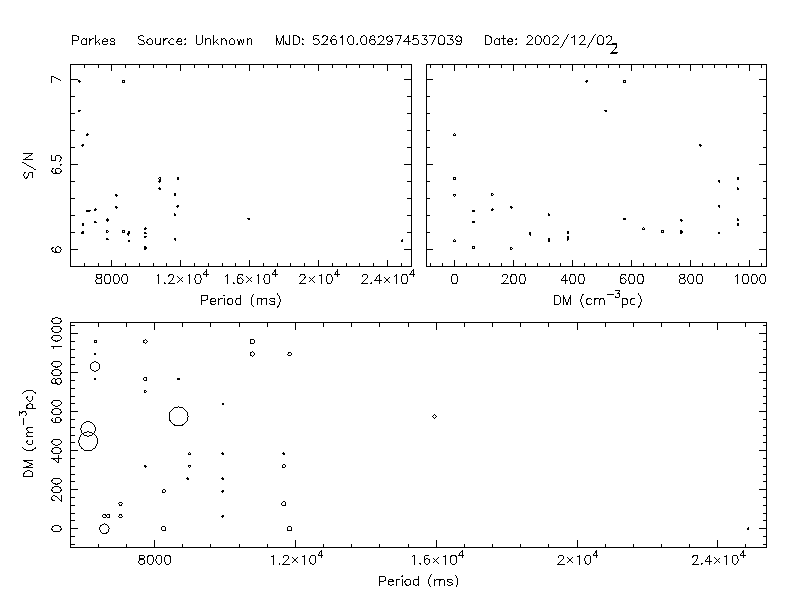 Parkes Source: Unknown MJD: 52610.062974537039 Date: 2002/12/02
2
7
6.5
6
S/N
8000 1.2×10⁴ 1.6×10⁴ 2×10⁴ 2.4×10⁴
Period (ms)
0 200 400 600 800 1000
DM (cm⁻³pc)
1000
800
600
400
200
0
DM (cm⁻³pc)
8000 1.2×10⁴ 1.6×10⁴ 2×10⁴ 2.4×10⁴
Period (ms)